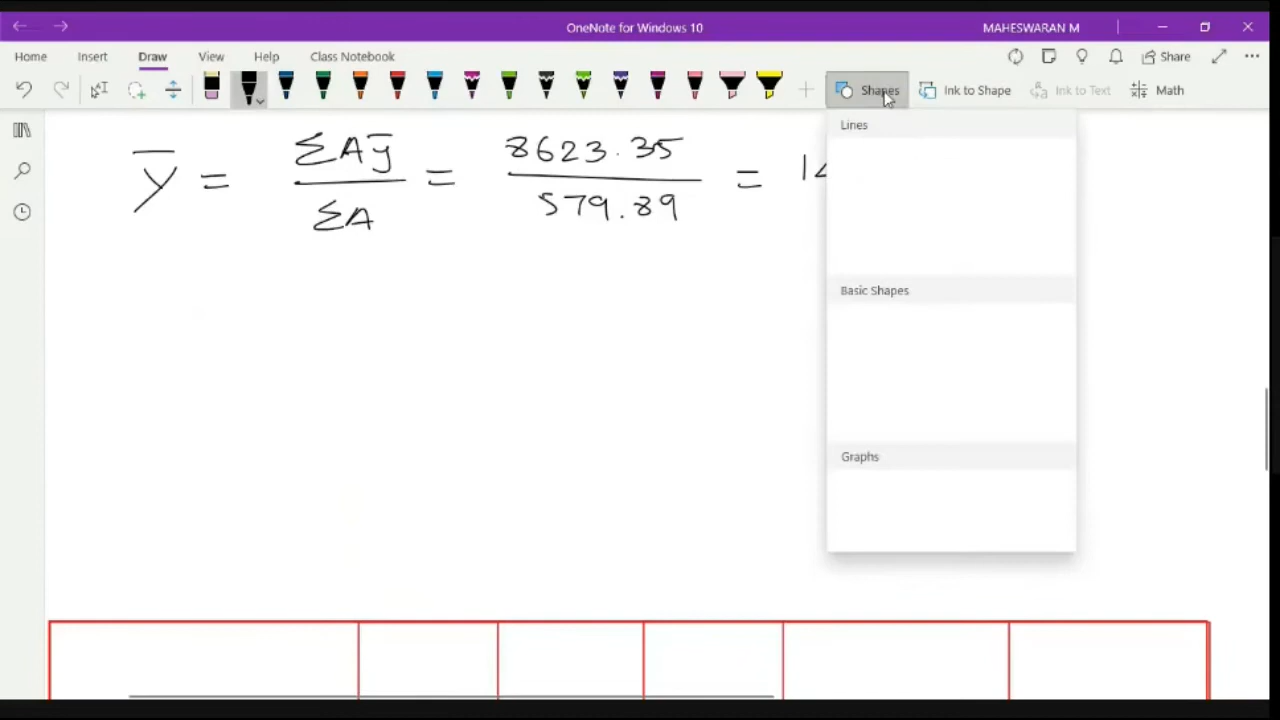 OneNote for Windows 10
MAHESWARAN M
Home Insert Draw View Help Class Notebook
Share
Shapes
Ink to Shape
Ink to Text
Math
Lines
Basic Shapes
Graphs
ȳ = ΣAȳ / ΣA = 8623.35 / 579.89 = 14